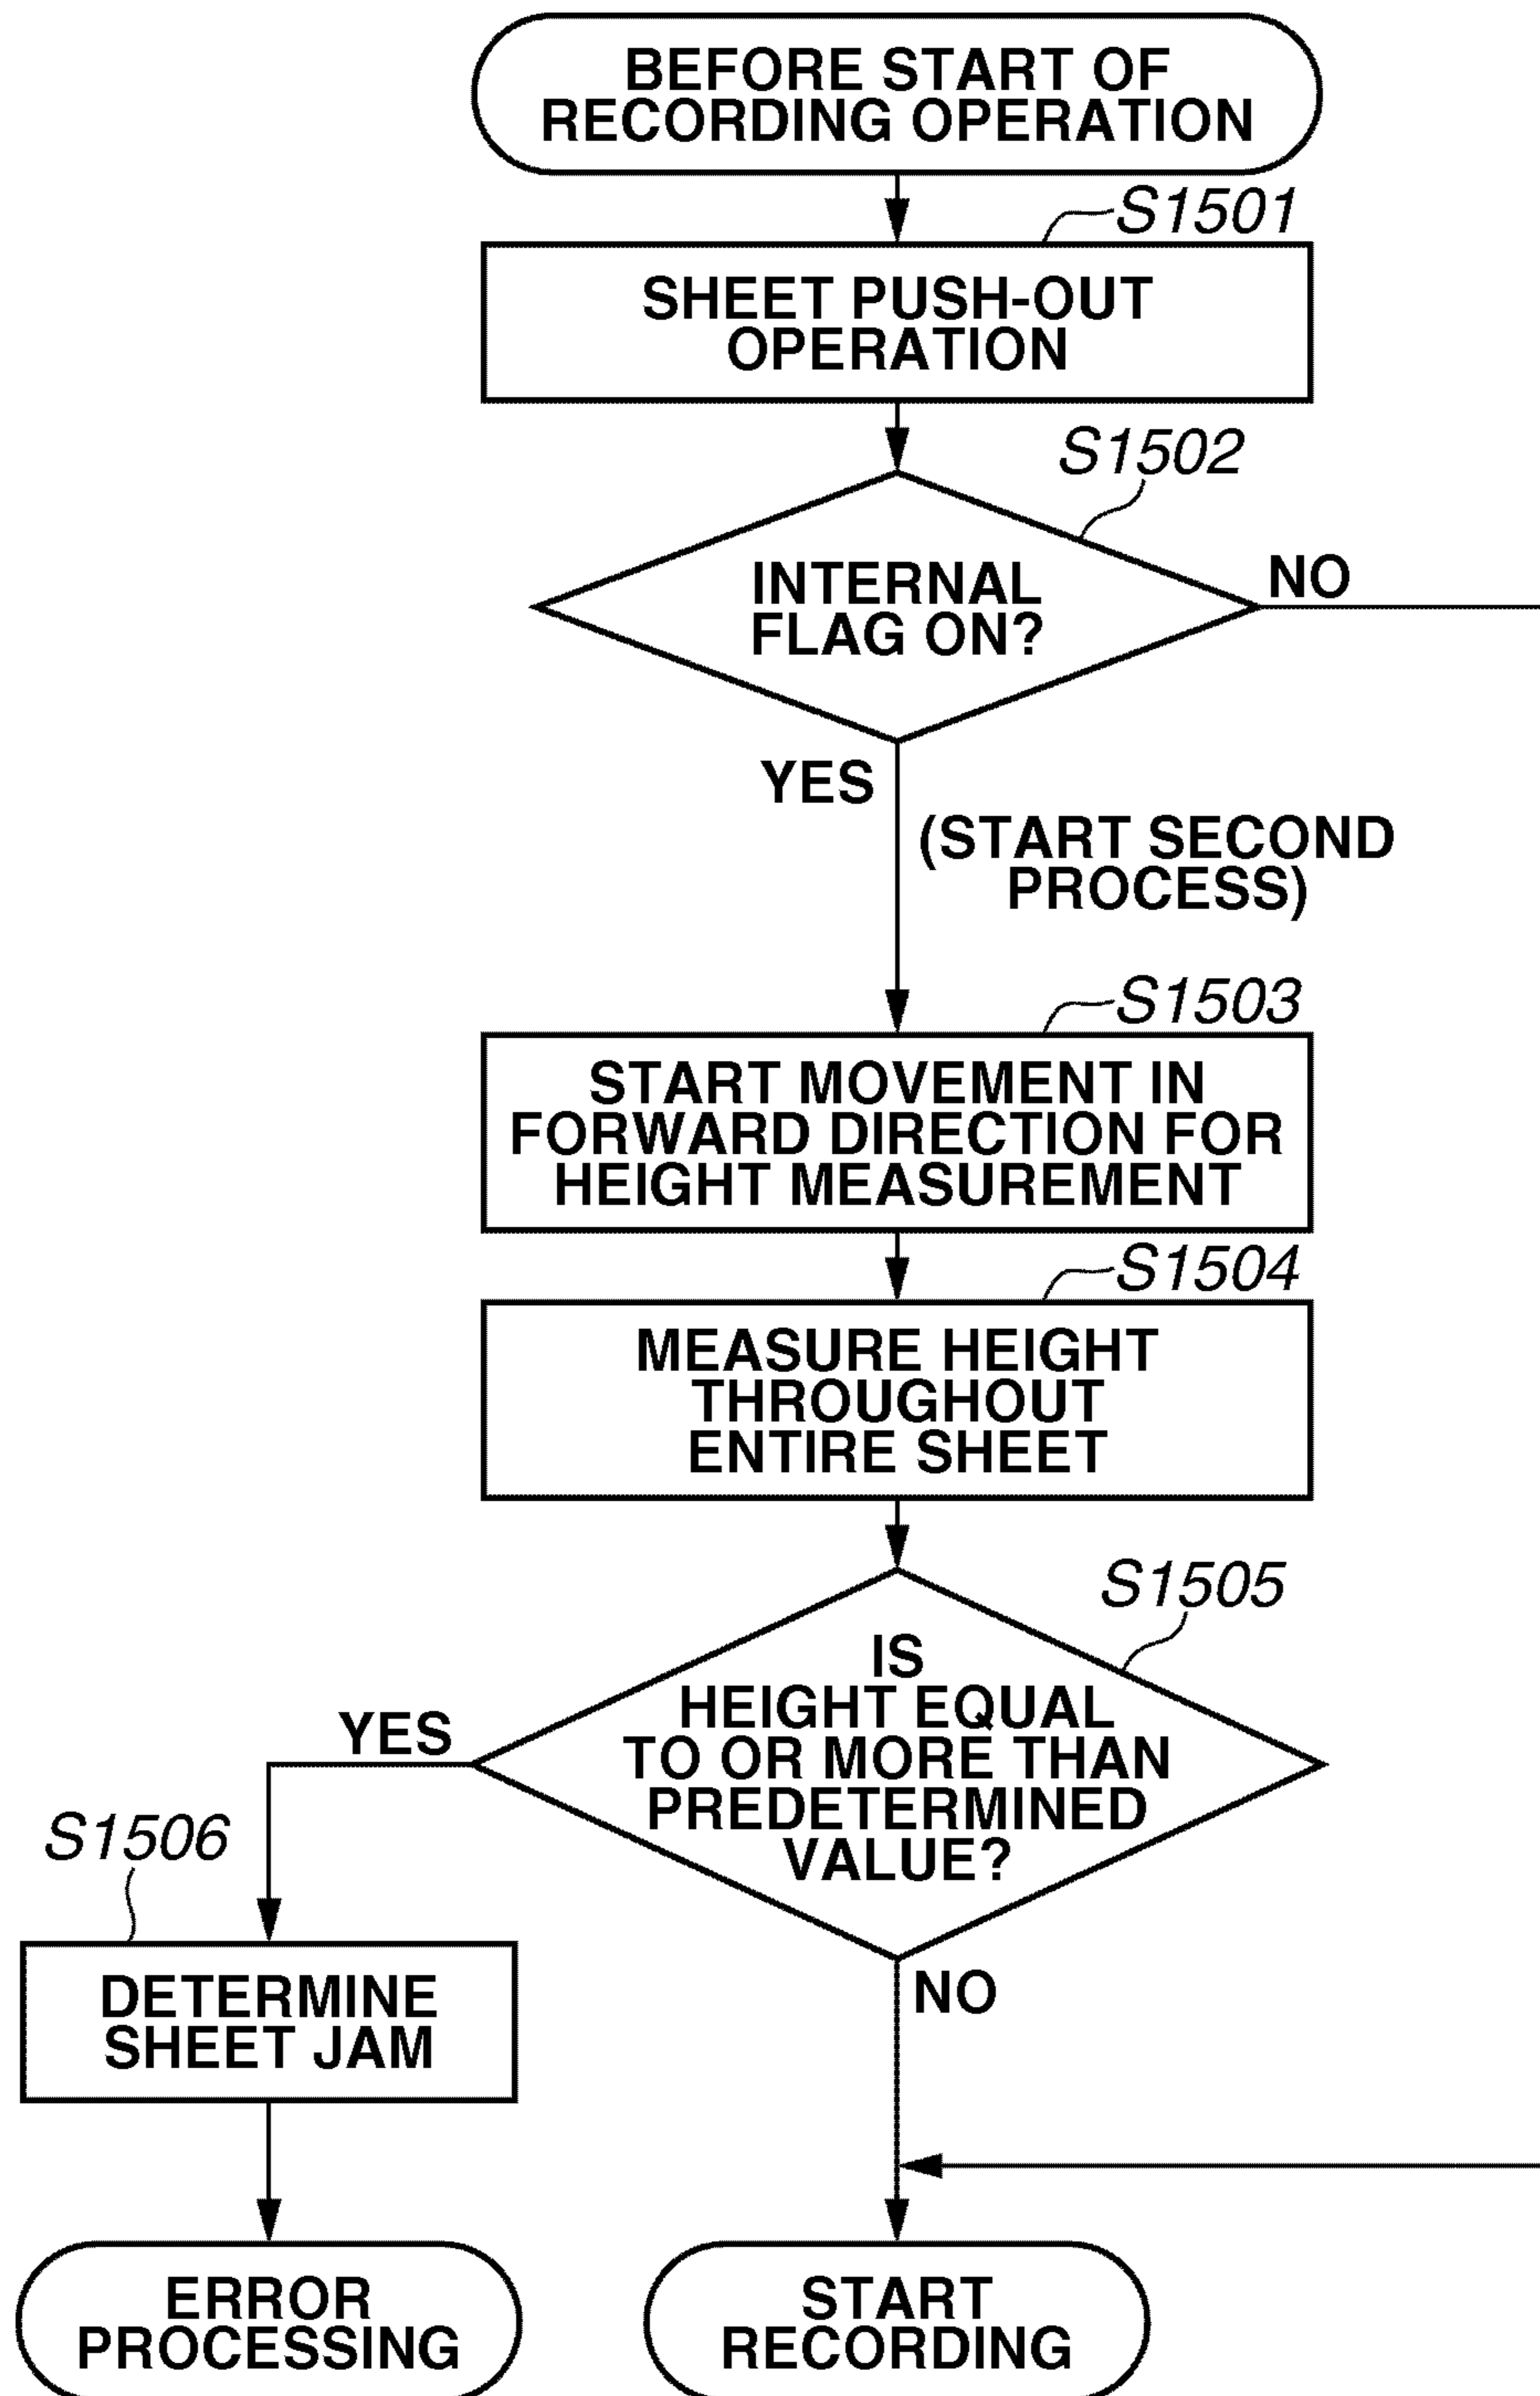 BEFORE START OF
RECORDING OPERATION
S1501
SHEET PUSH-OUT
OPERATION
S1502
INTERNAL
FLAG ON?
NO
YES
(START SECOND
PROCESS)
S1503
START MOVEMENT IN
FORWARD DIRECTION FOR
HEIGHT MEASUREMENT
S1504
MEASURE HEIGHT
THROUGHOUT
ENTIRE SHEET
S1505
IS
HEIGHT EQUAL
TO OR MORE THAN
PREDETERMINED
VALUE?
YES
S1506
DETERMINE
SHEET JAM
NO
ERROR
PROCESSING
START
RECORDING